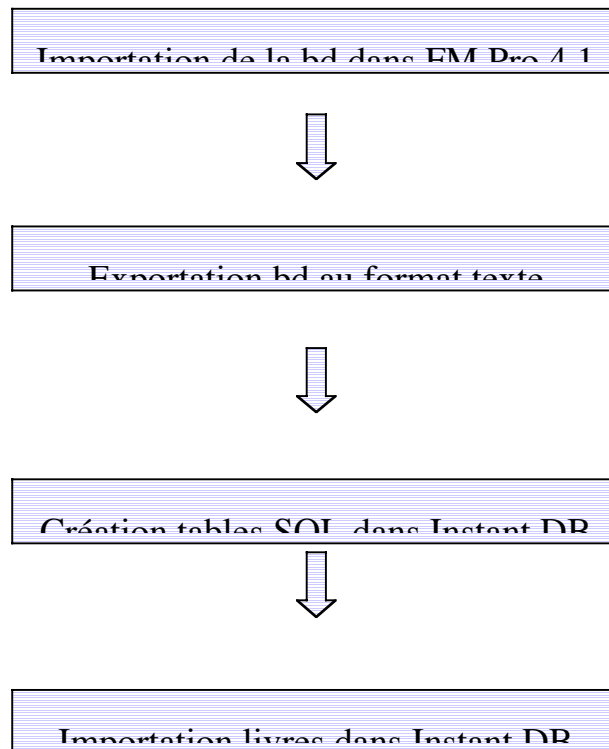 Importation de la bd dans FM Pro 4.1
Exportation bd au format texte
Création tables SQL dans Instant DB
Importation livres dans Instant DB